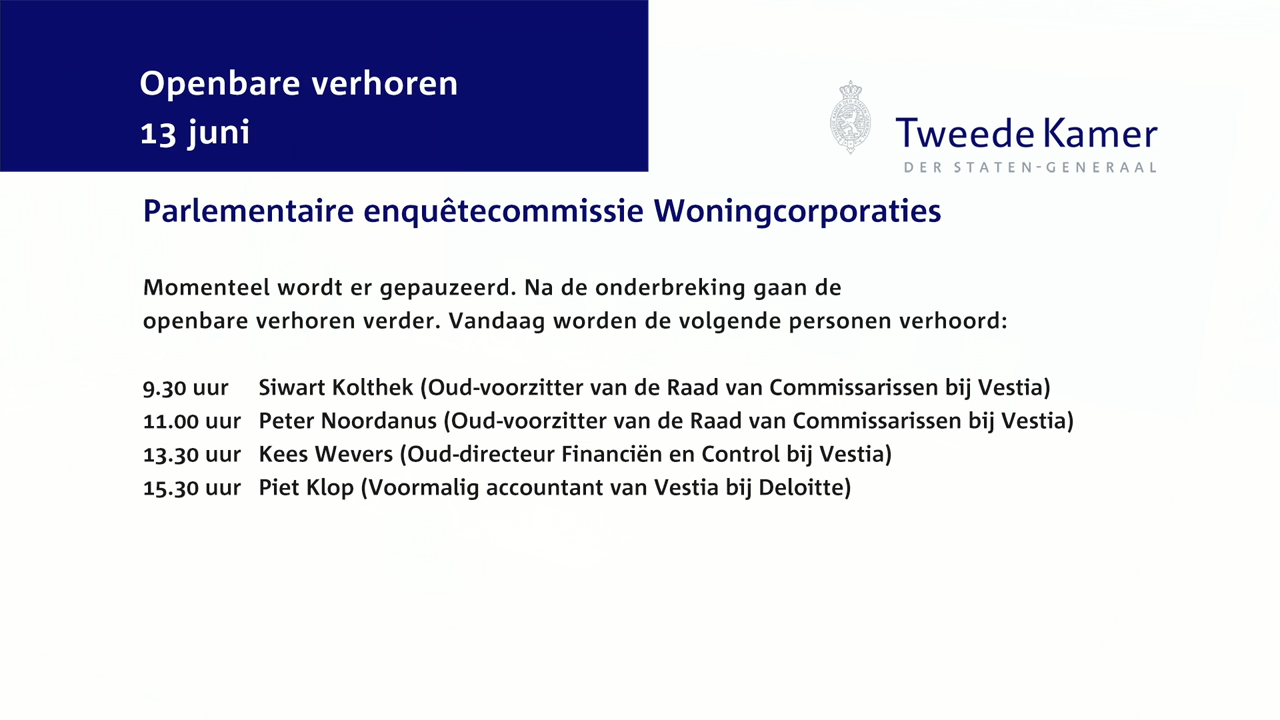 Openbare verhoren
13 juni
Tweede Kamer
DER STATEN-GENERAAL
Parlementaire enquêtecommissie Woningcorporaties
Momenteel wordt er gepauzeerd. Na de onderbreking gaan de
openbare verhoren verder. Vandaag worden de volgende personen verhoord:
9.30 uur Siwart Kolthek (Oud-voorzitter van de Raad van Commissarissen bij Vestia)
11.00 uur Peter Noordanus (Oud-voorzitter van de Raad van Commissarissen bij Vestia)
13.30 uur Kees Wevers (Oud-directeur Financiën en Control bij Vestia)
15.30 uur Piet Klop (Voormalig accountant van Vestia bij Deloitte)